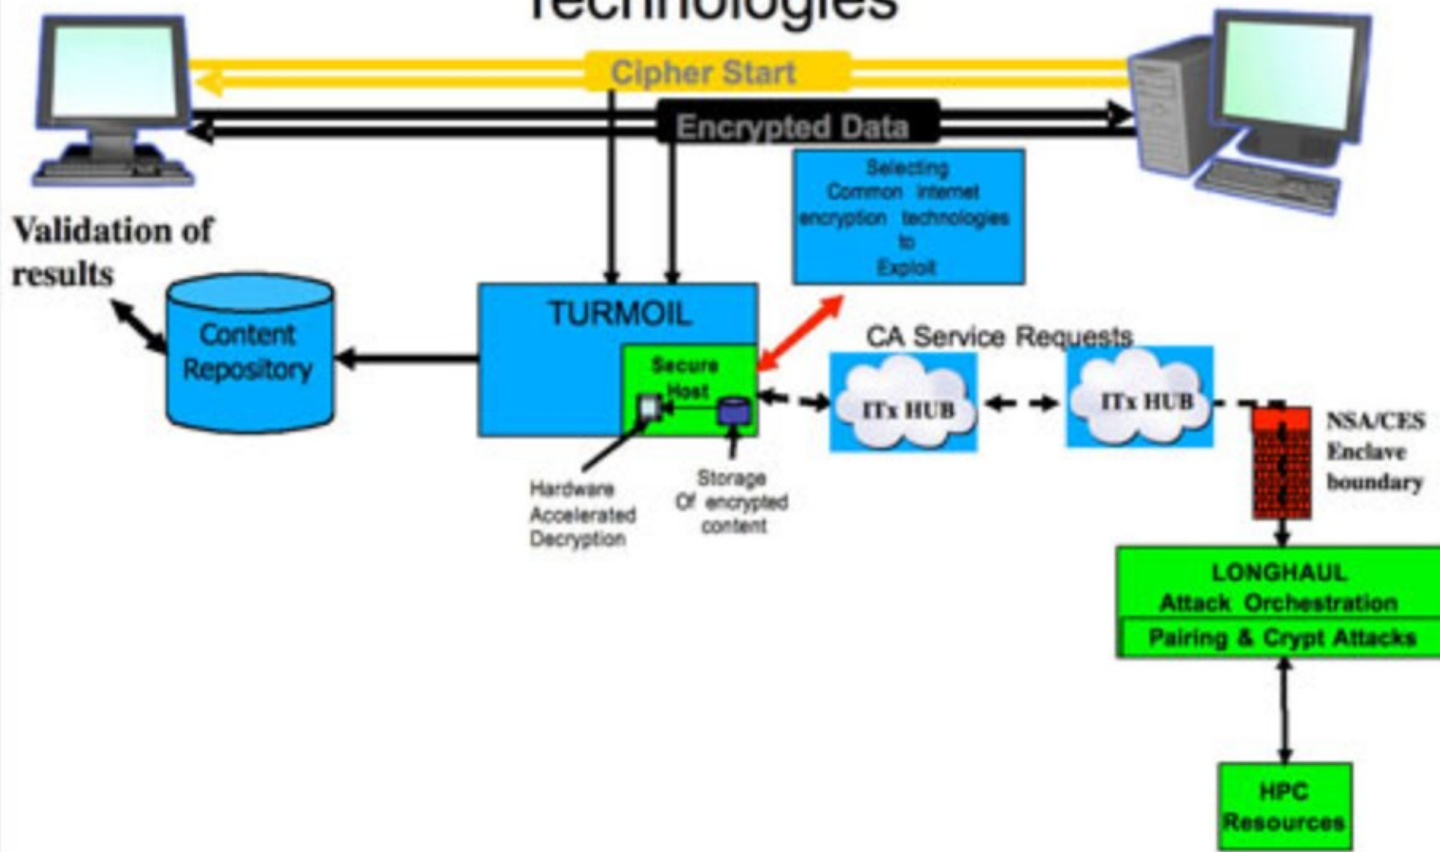 Technologies
Cipher Start
Encrypted Data
Selecting
Common internet
encryption technologies
to
Exploit
Validation of
results
Content
Repository
TURMOIL
Secure
Host
CA Service Requests
ITx HUB
ITx HUB
NSA/CES
Enclave
boundary
Hardware
Accelerated
Decryption
Storage
Of encrypted
content
LONGHAUL
Attack Orchestration
Pairing & Crypt Attacks
HPC
Resources